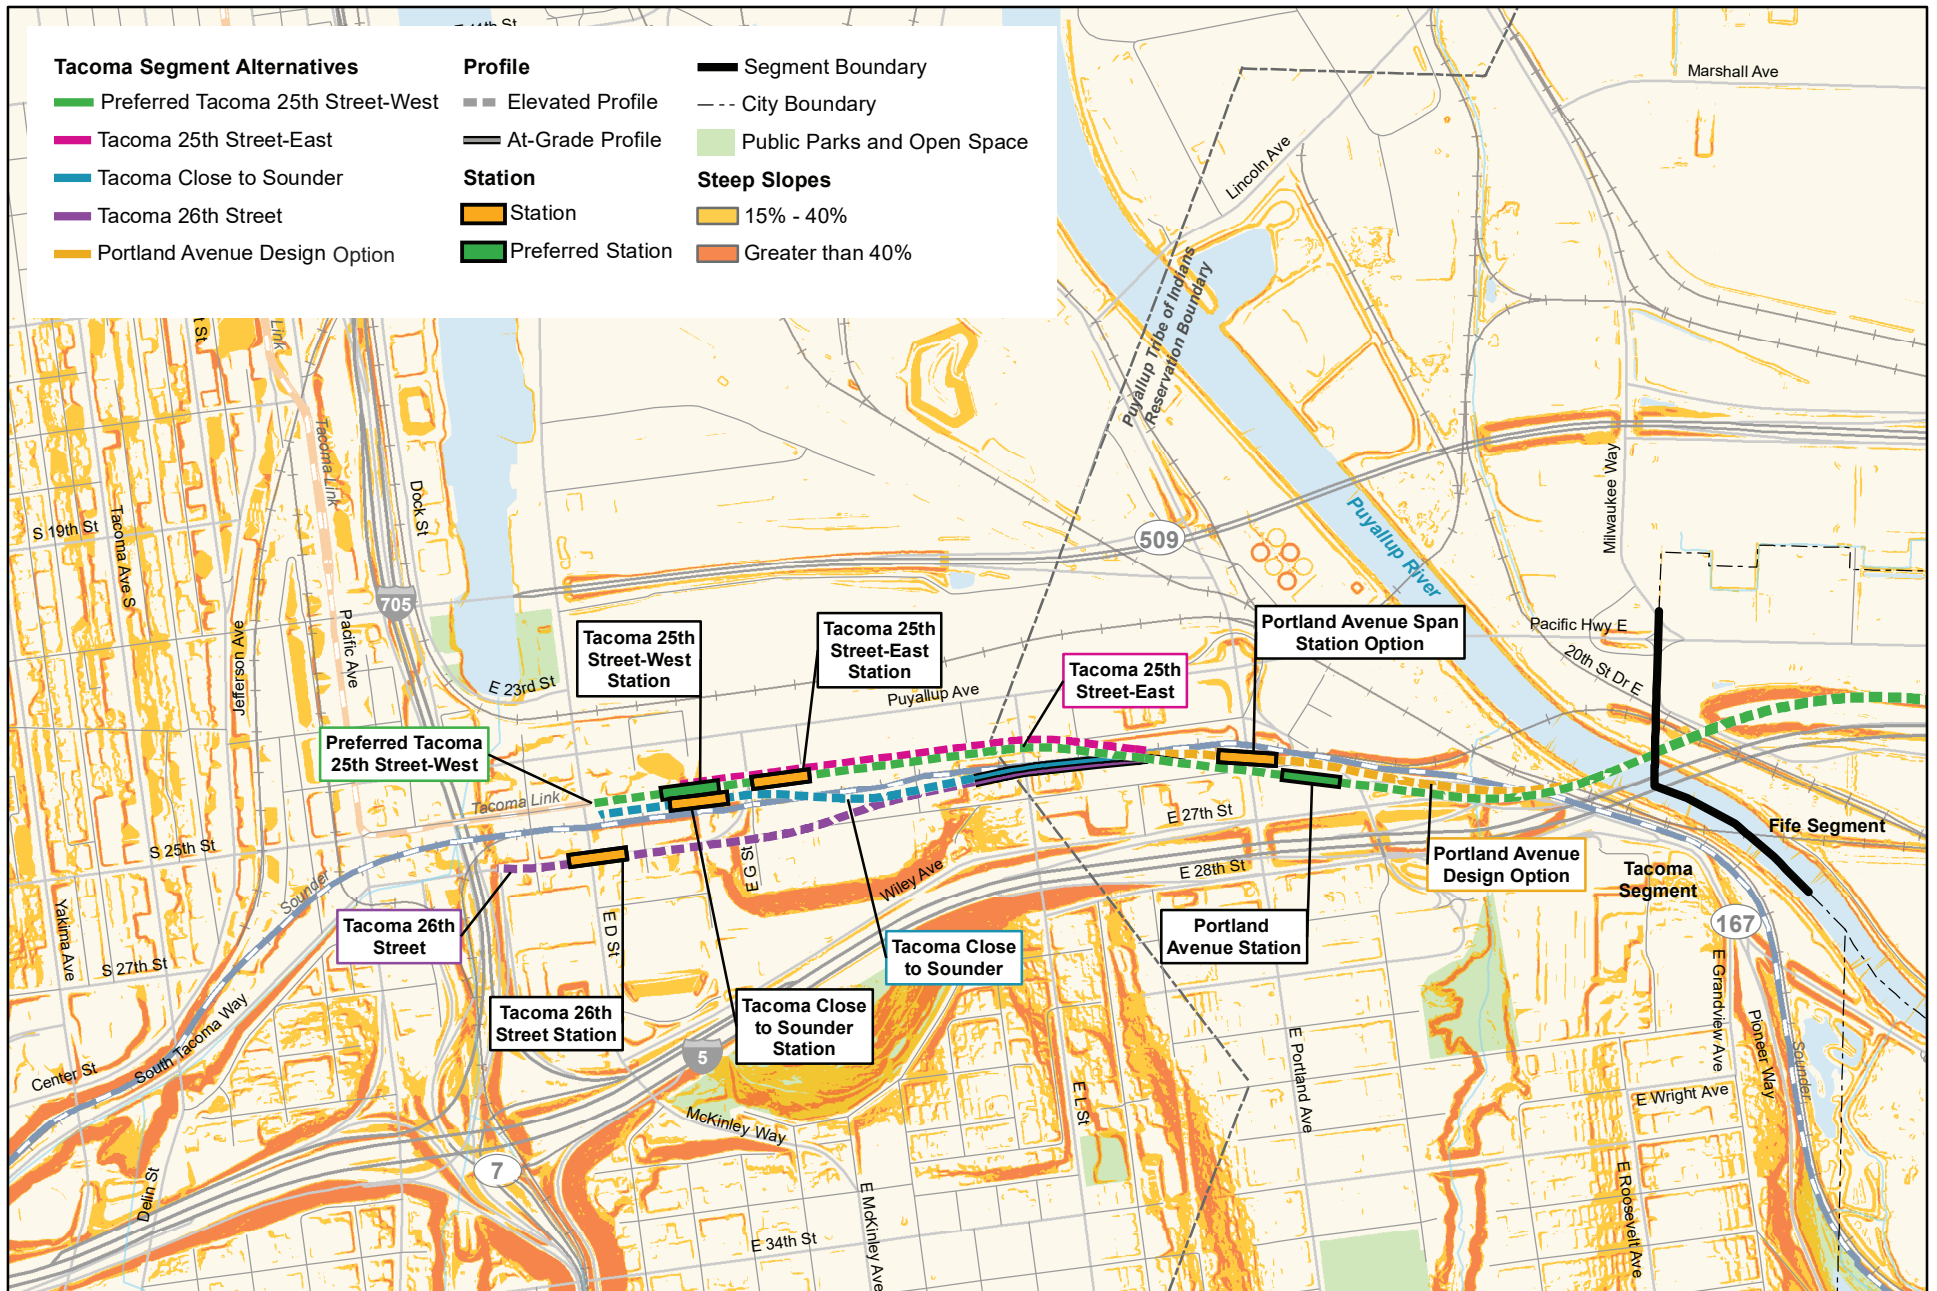 Tacoma Segment Alternatives
Preferred Tacoma 25th Street-West
Tacoma 25th Street-East
Tacoma Close to Sounder
Tacoma 26th Street
Portland Avenue Design Option
Profile
Elevated Profile
At-Grade Profile
Station
Station
Preferred Station
Segment Boundary
City Boundary
Public Parks and Open Space
Steep Slopes
15% - 40%
Greater than 40%
Marshall Ave
Lincoln Ave
Puyallup Tribe of Indians
Reservation Boundary
t St
Link
Tacoma Link
Dock St
S 19th St
Tacoma Ave S
Jefferson Ave
Pacific Ave
705
509
Milwaukee Way
Puyallup River
Pacific Hwy E
20th St Dr E
E 23rd St
Puyallup Ave
Tacoma 25th
Street-West
Station
Tacoma 25th
Street-East
Station
Tacoma 25th
Street-East
Portland Avenue Span
Station Option
Preferred Tacoma
25th Street-West
Tacoma Link
S 25th St
Sounder
E G St
Wiley Ave
E 27th St
E 28th St
Portland Avenue
Design Option
Fife Segment
Tacoma
Segment
167
Yakima Ave
S 27th St
Tacoma 26th
Street
E D St
Tacoma Close
to Sounder
Portland
Avenue Station
Tacoma 26th
Street Station
Tacoma Close
to Sounder
Station
5
Center St
South Tacoma Way
McKinley Way
E L St
E Portland Ave
E Grandview Ave
Pioneer Way
Sounder
E Wright Ave
7
Delin St
E McKinley Ave
E 34th St
E Roosevelt Ave